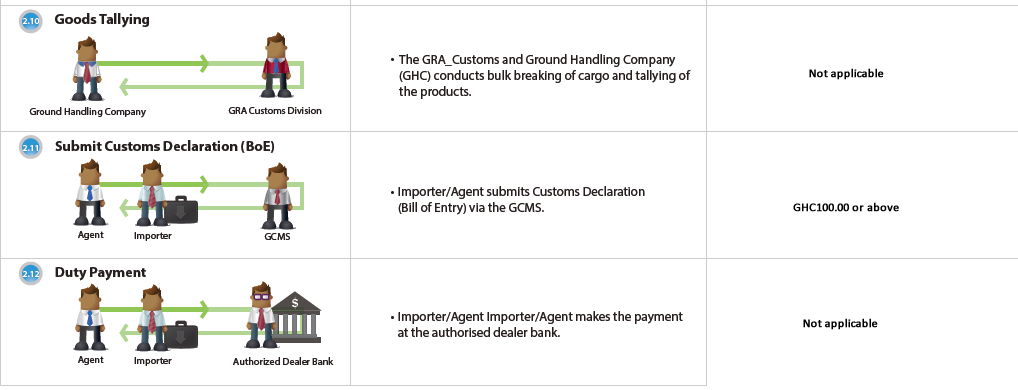 2.10 Goods Tallying
Ground Handling Company
GRA Customs Division
• The GRA_Customs and Ground Handling Company
(GHC) conducts bulk breaking of cargo and tallying of
the products.
Not applicable
2.11 Submit Customs Declaration (BoE)
Agent
Importer
GCMS
• Importer/Agent submits Customs Declaration
(Bill of Entry) via the GCMS.
GHC100.00 or above
2.12 Duty Payment
$
Agent
Importer
Authorized Dealer Bank
• Importer/Agent Importer/Agent makes the payment
at the authorised dealer bank.
Not applicable